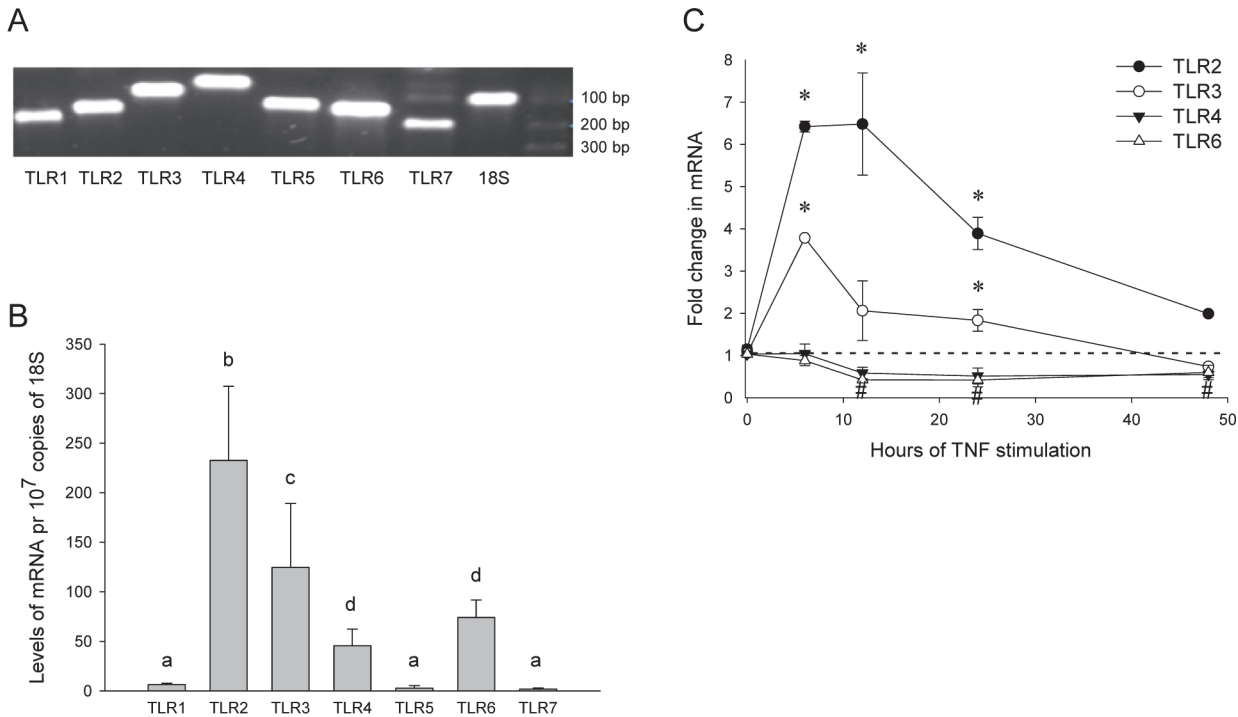 A
100 bp
200 bp
300 bp
TLR1 TLR2 TLR3 TLR4 TLR5 TLR6 TLR7 18S
B
Levels of mRNA pr 10⁷ copies of 18S
350
300
250
200
150
100
50
0
a
b
c
d
a
d
a
TLR1 TLR2 TLR3 TLR4 TLR5 TLR6 TLR7
C
Fold change in mRNA
8
7
6
5
4
3
2
1
0
* *
*
* *
# # #
TLR2
TLR3
TLR4
TLR6
0 10 20 30 40 50
Hours of TNF stimulation